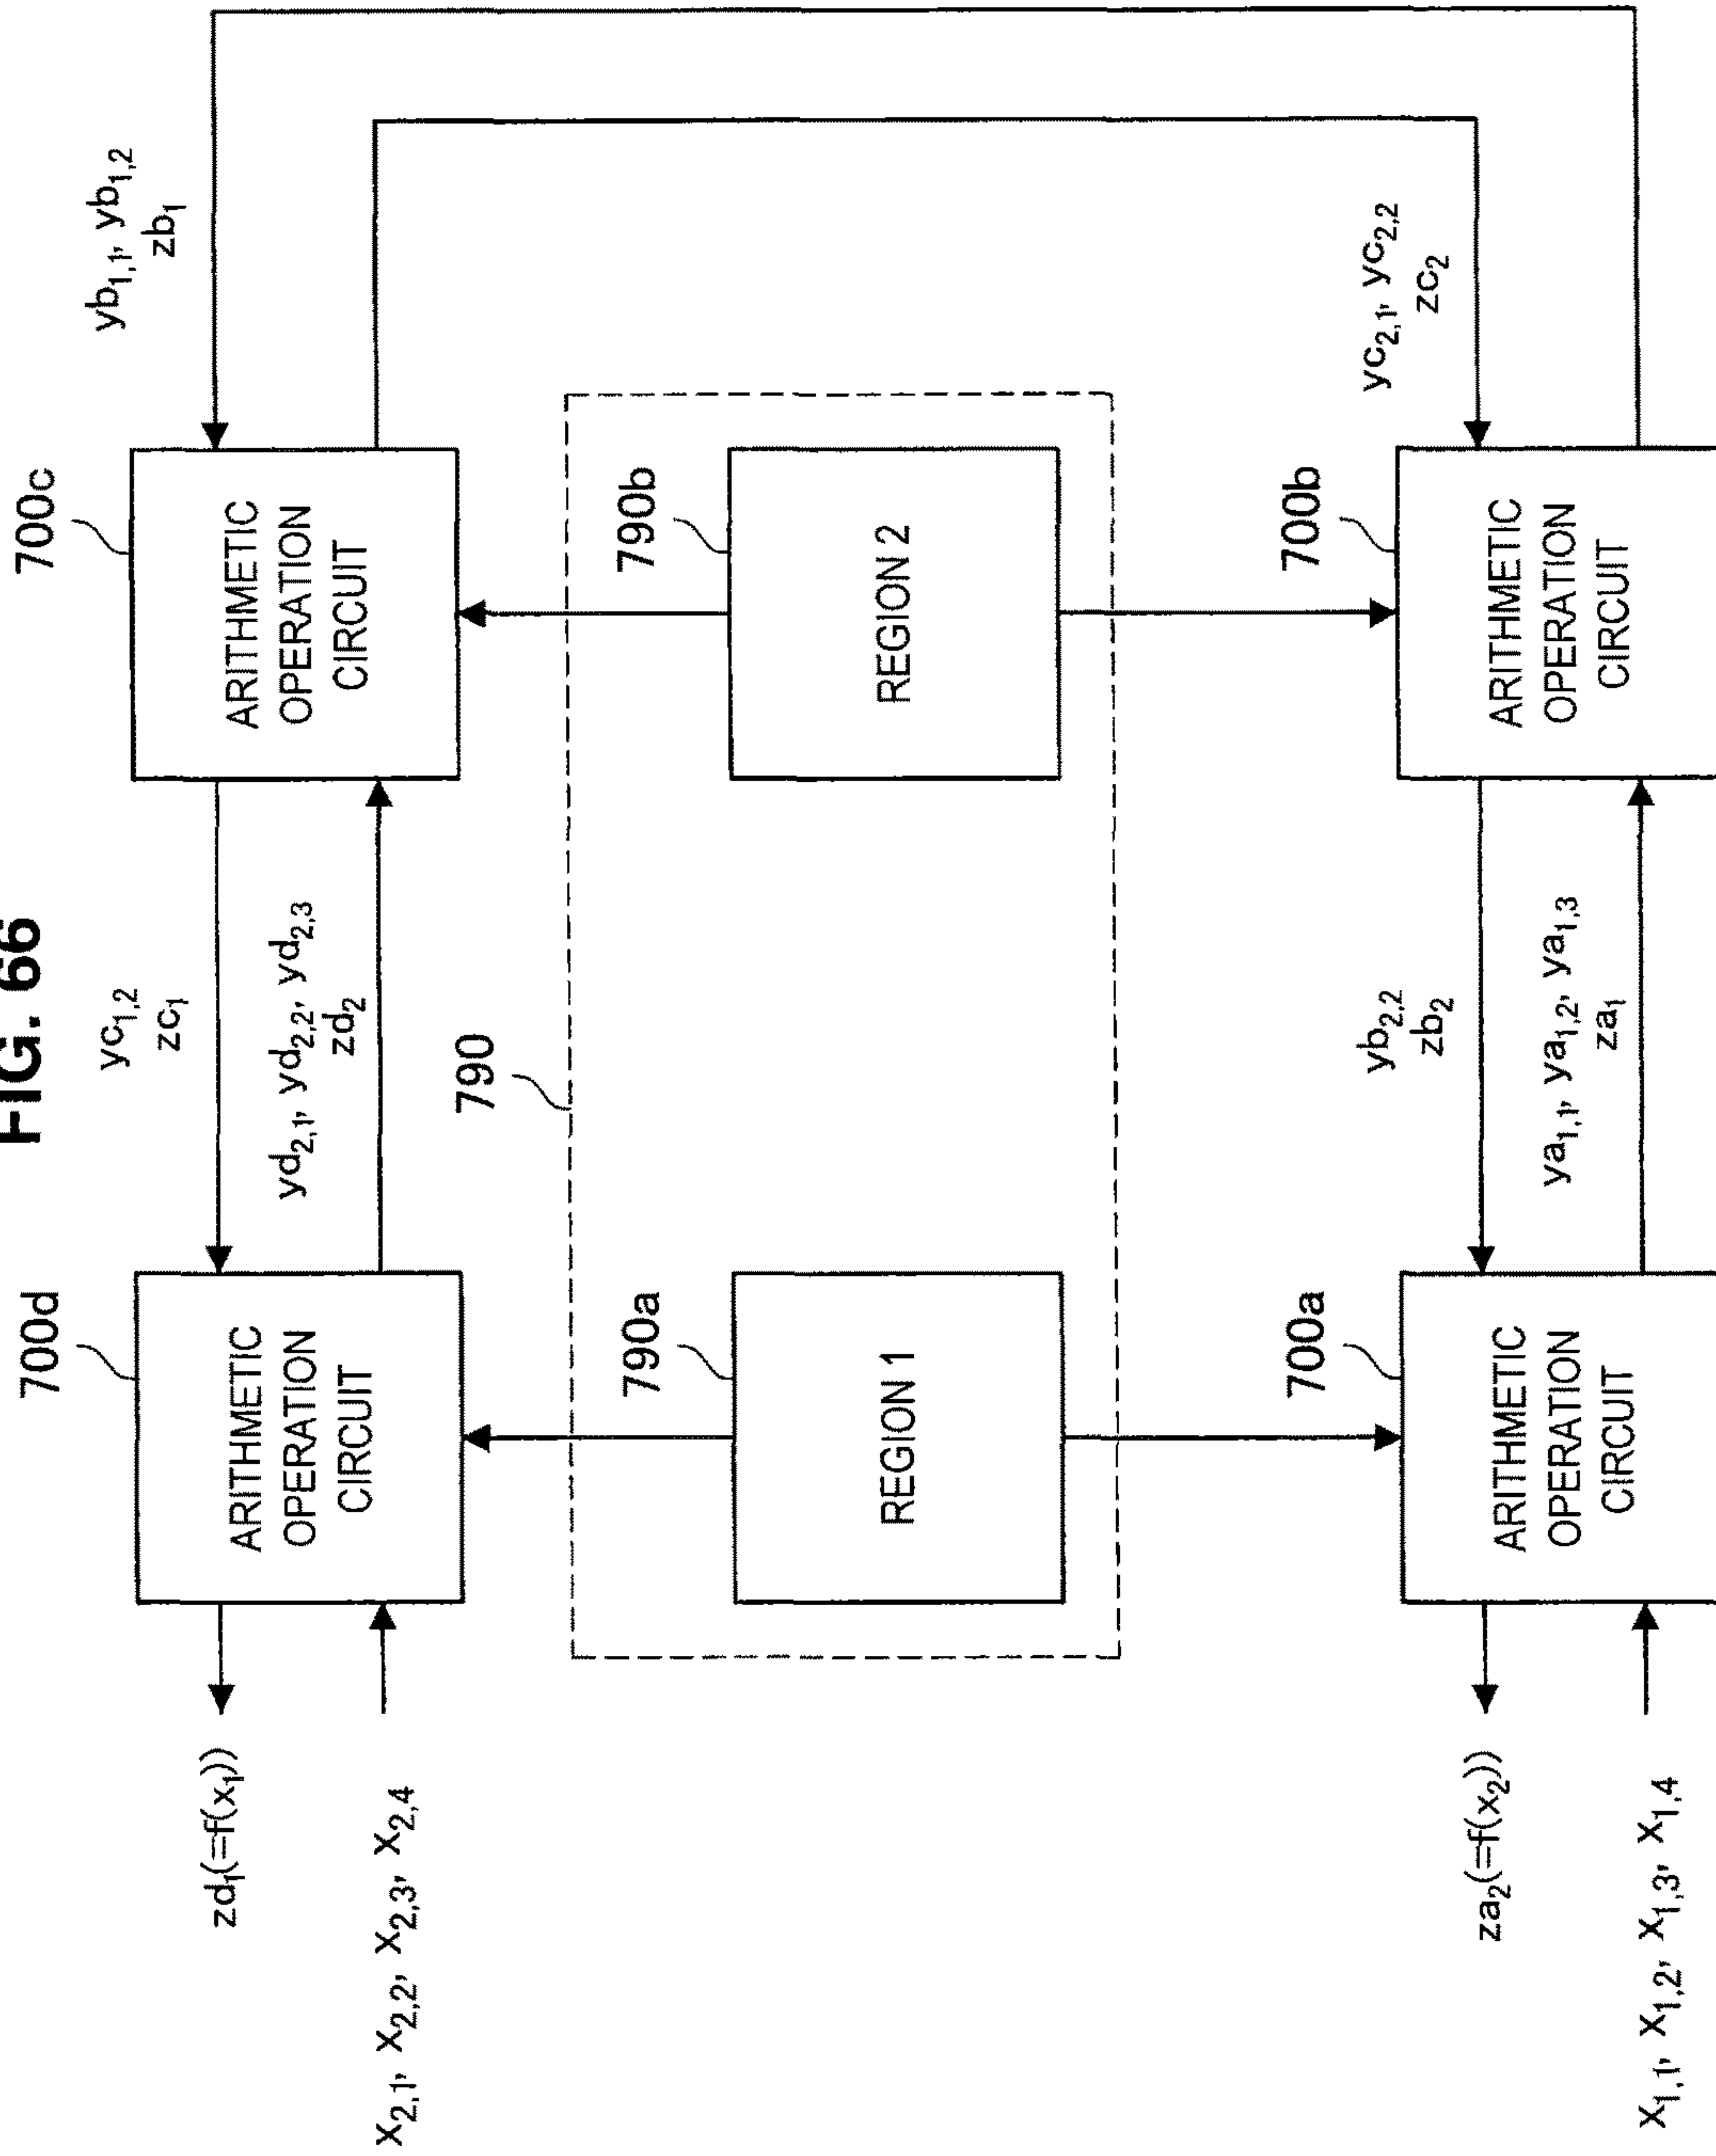 FIG. 66
700d
700c
zd₁(=f(x₁))
x₂,₁, x₂,₂, x₂,₃, x₂,₄
ARITHMETIC
OPERATION
CIRCUIT
yc₁,₂
zc₁
yd₂,₁, yd₂,₂, yd₂,₃
zd₂
ARITHMETIC
OPERATION
CIRCUIT
yb₁,₁, yb₁,₂
zb₁
790
790a
REGION 1
790b
REGION 2
700a
700b
za₂(=f(x₂))
x₁,₁, x₁,₂, x₁,₃, x₁,₄
ARITHMETIC
OPERATION
CIRCUIT
yb₂,₂
zb₂
ya₁,₁, ya₁,₂, ya₁,₃
za₁
ARITHMETIC
OPERATION
CIRCUIT
yc₂,₁, yc₂,₂
zc₂